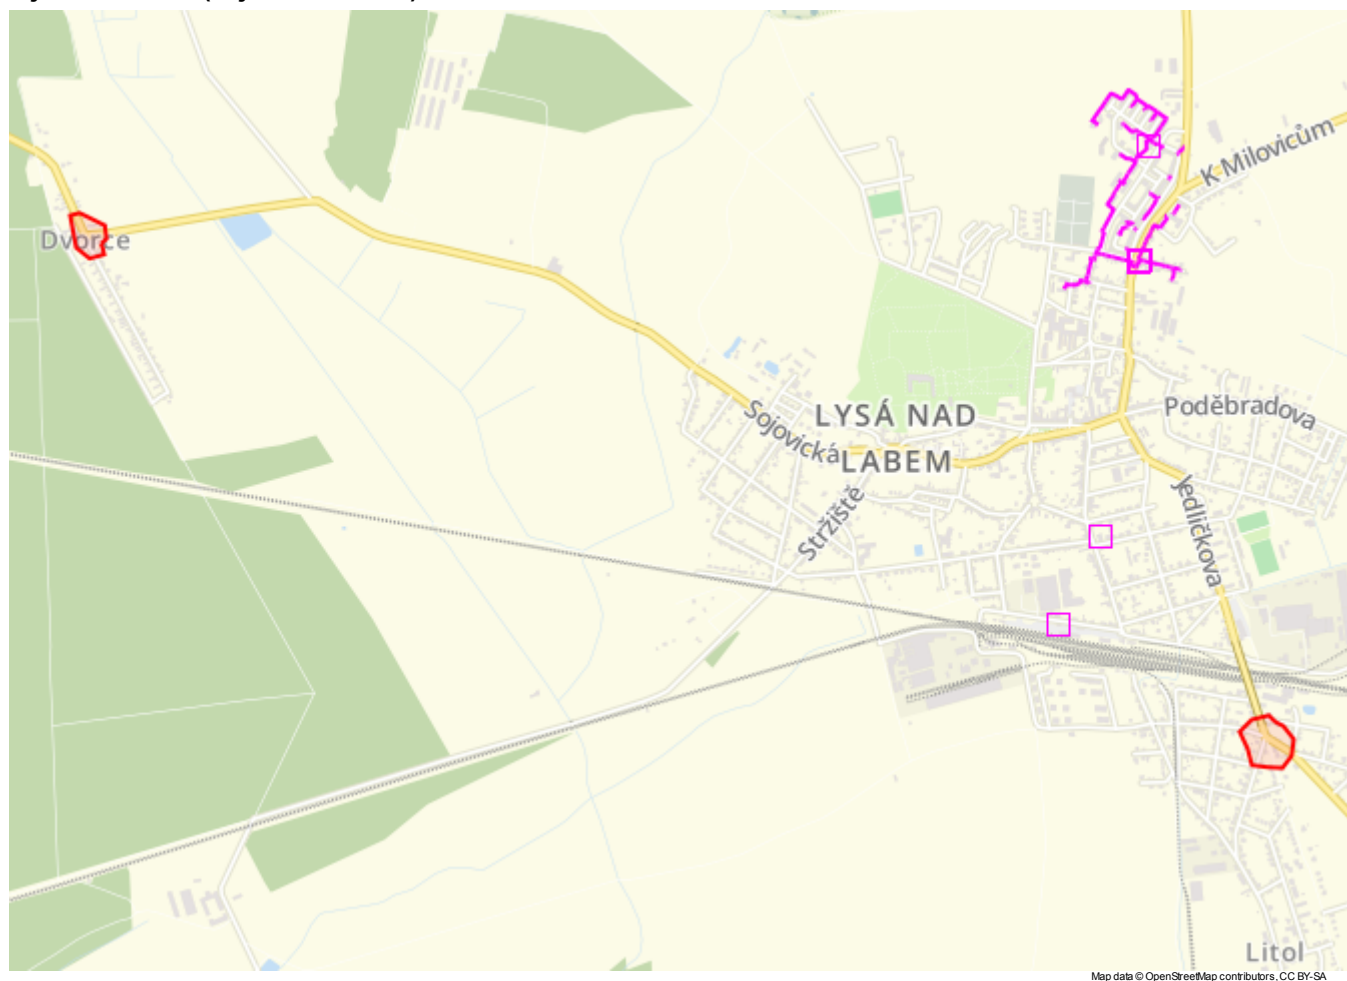 K Milovicům
Dvorce
Poděbradova
LYSÁ NAD
LABEM
Sojovická
Stržiště
Jedličkova
Litol
Map data © OpenStreetMap contributors, CC BY-SA